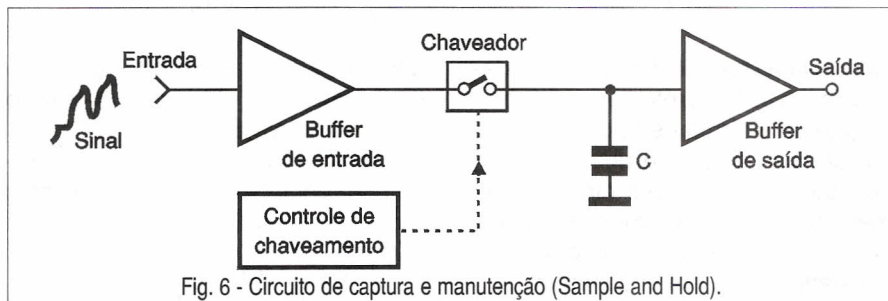 Entrada
Sinal
Buffer
de entrada
Chaveador
Controle de
chaveamento
C
Buffer
de saída
Saída
Fig. 6 - Circuito de captura e manutenção (Sample and Hold).